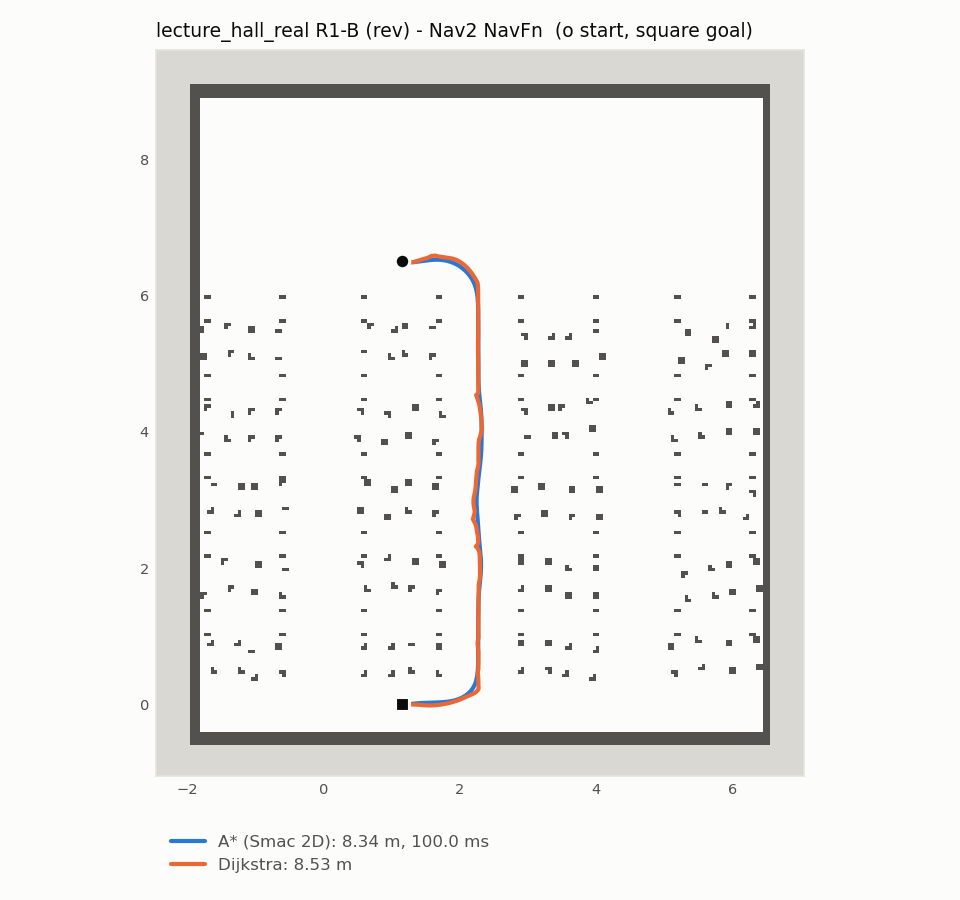 lecture_hall_real R1-B (rev) - Nav2 NavFn  (o start, square goal)
8
6
4
2
0
−2 0 2 4 6
A* (Smac 2D): 8.34 m, 100.0 ms
Dijkstra: 8.53 m